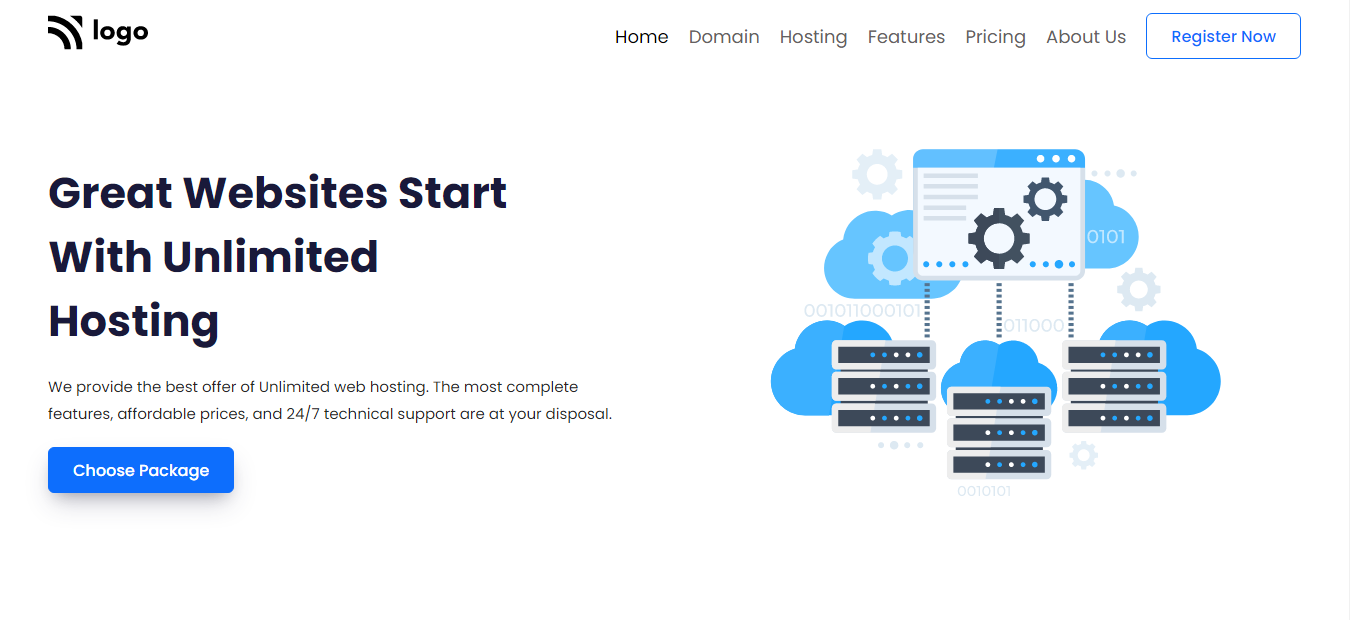 logo
Home Domain Hosting Features Pricing About Us Register Now
Great Websites Start
With Unlimited
Hosting
We provide the best offer of Unlimited web hosting. The most complete
features, affordable prices, and 24/7 technical support are at your disposal.
Choose Package
0101
001011000101
011000
0010101